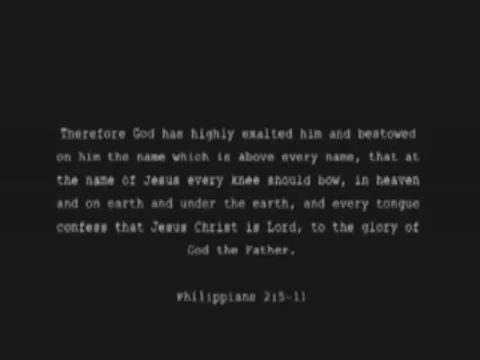 Therefore God has highly exalted him and bestowed
on him the name which is above every name, that at
the name of Jesus every knee should bow, in heaven
and on earth and under the earth, and every tongue
confess that Jesus Christ is Lord, to the glory of
God the Father.
Philippians 2:5-11